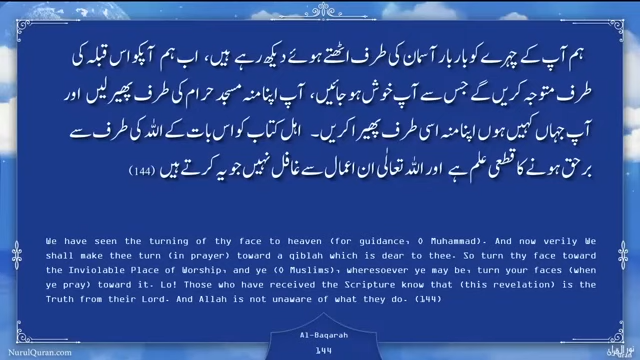 ہم آپ کے چہرے کو بار بار آسمان کی طرف اٹھتے ہوئے دیکھ رہے ہیں، اب ہم آپکو اس قبلہ کی
طرف متوجہ کریں گے جس سے آپ خوش ہو جائیں، آپ اپنا منہ مسجد حرام کی طرف پھیر لیں اور
آپ جہاں کہیں ہوں اپنا منہ اسی طرف پھیرا کریں۔ اہل کتاب کو اس بات کے اللہ کی طرف سے
برحق ہونے کا قطعی علم ہے اور اللہ تعالٰی ان اعمال سے غافل نہیں جو یہ کرتے ہیں (144)
We have seen the turning of thy face to heaven (for guidance, O Muhammad). And now verily We
shall make thee turn (in prayer) toward a qiblah which is dear to thee. So turn thy face toward
the Inviolable Place of Worship, and ye (O Muslims), wheresoever ye may be, turn your faces (when
ye pray) toward it. Lo! Those who have received the Scripture know that (this revelation) is the
Truth from their Lord. And Allah is not unaware of what they do. (144)
Al-Baqarah
144
NurulQuran.com